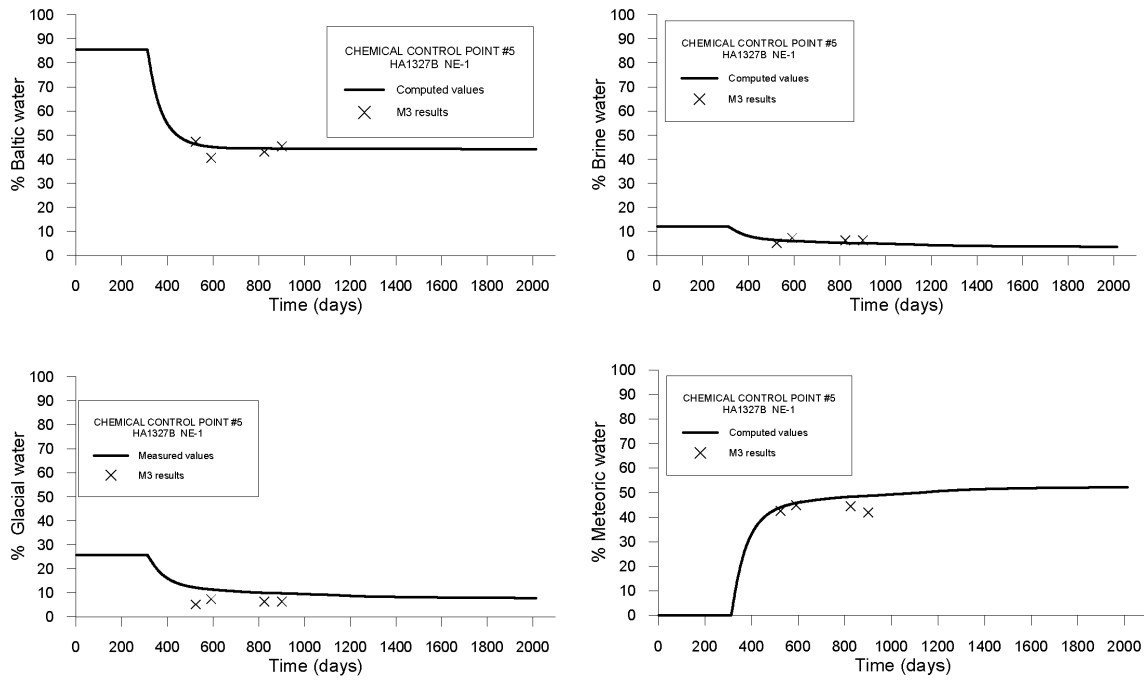 100
90
80
70
60
50
40
30
20
10
0
% Baltic water
CHEMICAL CONTROL POINT #5
HA1327B NE-1
Computed values
M3 results
0 200 400 600 800 1000 1200 1400 1600 1800 2000
Time (days)
100
90
80
70
60
50
40
30
20
10
0
% Brine water
CHEMICAL CONTROL POINT #5
HA1327B NE-1
Computed values
M3 results
0 200 400 600 800 1000 1200 1400 1600 1800 2000
Time (days)
100
90
80
70
60
50
40
30
20
10
0
% Glacial water
CHEMICAL CONTROL POINT #5
HA1327B NE-1
Measured values
M3 results
0 200 400 600 800 1000 1200 1400 1600 1800 2000
Time (days)
100
90
80
70
60
50
40
30
20
10
0
% Meteoric water
CHEMICAL CONTROL POINT #5
HA1327B NE-1
Computed values
M3 results
0 200 400 600 800 1000 1200 1400 1600 1800 2000
Time (days)